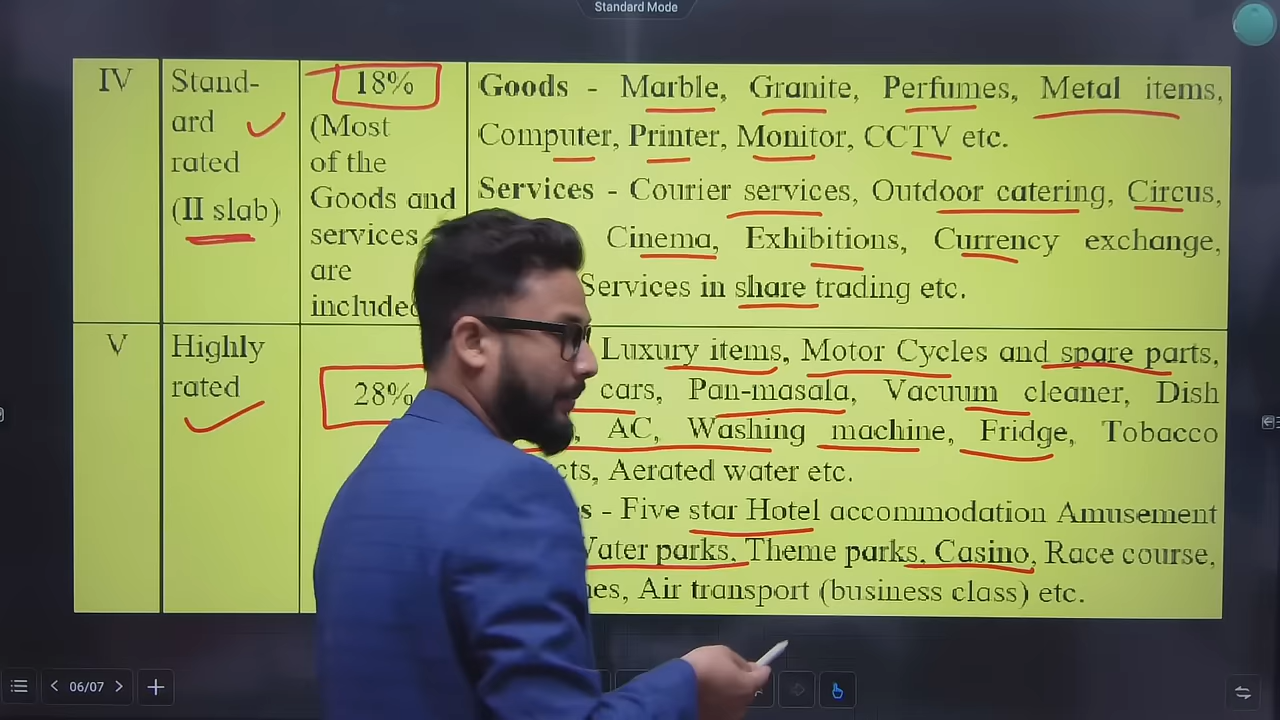 Standard Mode
IV
Stand-
ard
rated
(II slab)
18%
(Most
of the
Goods and
services
are
Goods - Marble, Granite, Perfumes, Metal items,
Computer, Printer, Monitor, CCTV etc.
Services - Courier services, Outdoor catering, Circus,
Cinema, Exhibitions, Currency exchange,
Services in share trading etc.
V
Highly
rated
28%
Luxury items, Motor Cycles and spare parts,
cars, Pan-masala, Vacuum cleaner, Dish
AC, Washing machine, Fridge, Tobacco
Aerated water etc.
- Five star Hotel accommodation Amusement
Water parks, Theme parks, Casino, Race course,
Air transport (business class) etc.
06/07